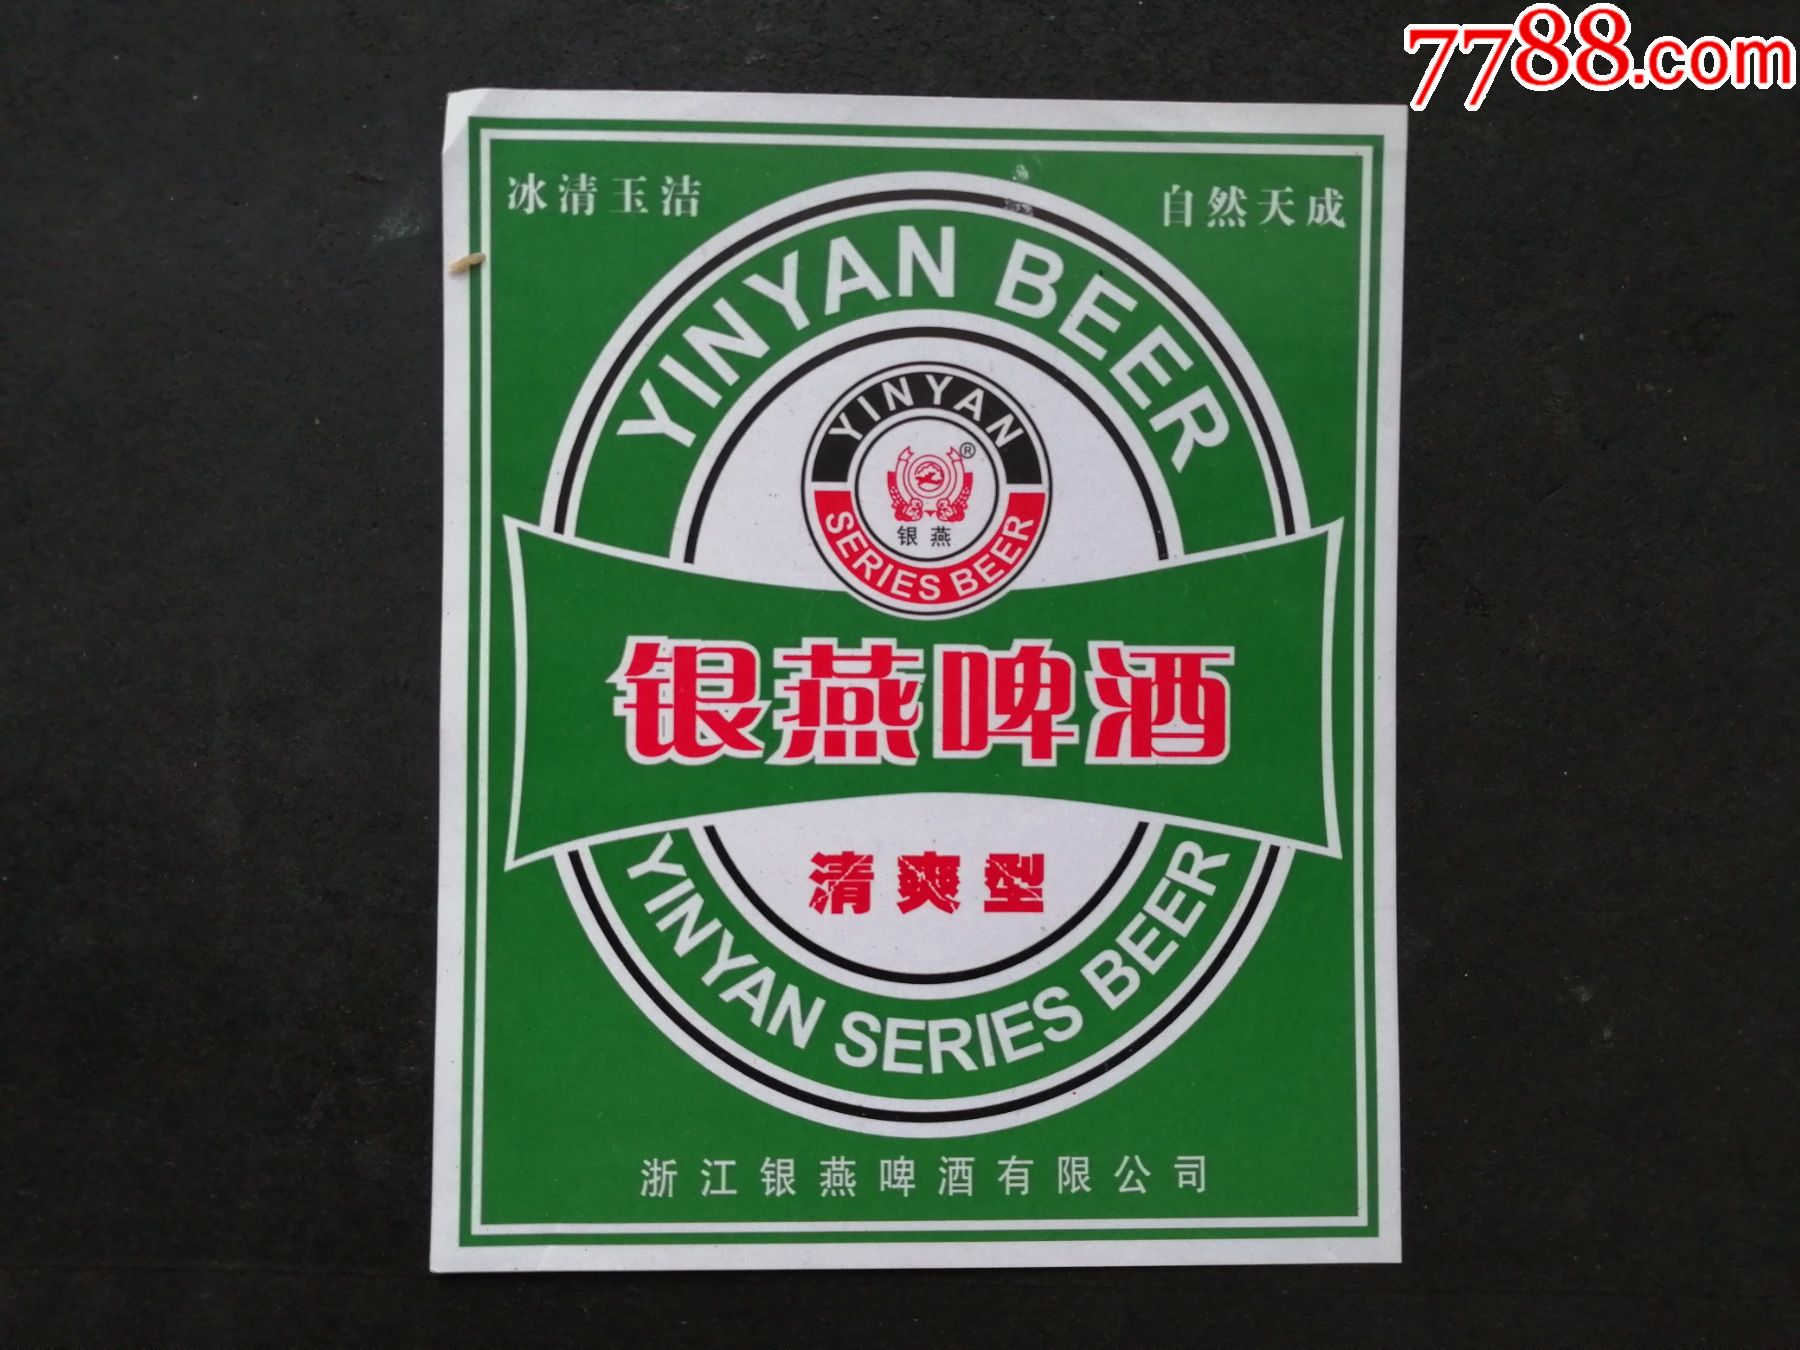 7788.com
冰清玉洁
自然天成
YINYAN BEER
YINYAN
®
银燕
SERIES BEER
银燕啤酒
清爽型
YINYAN SERIES BEER
浙江银燕啤酒有限公司